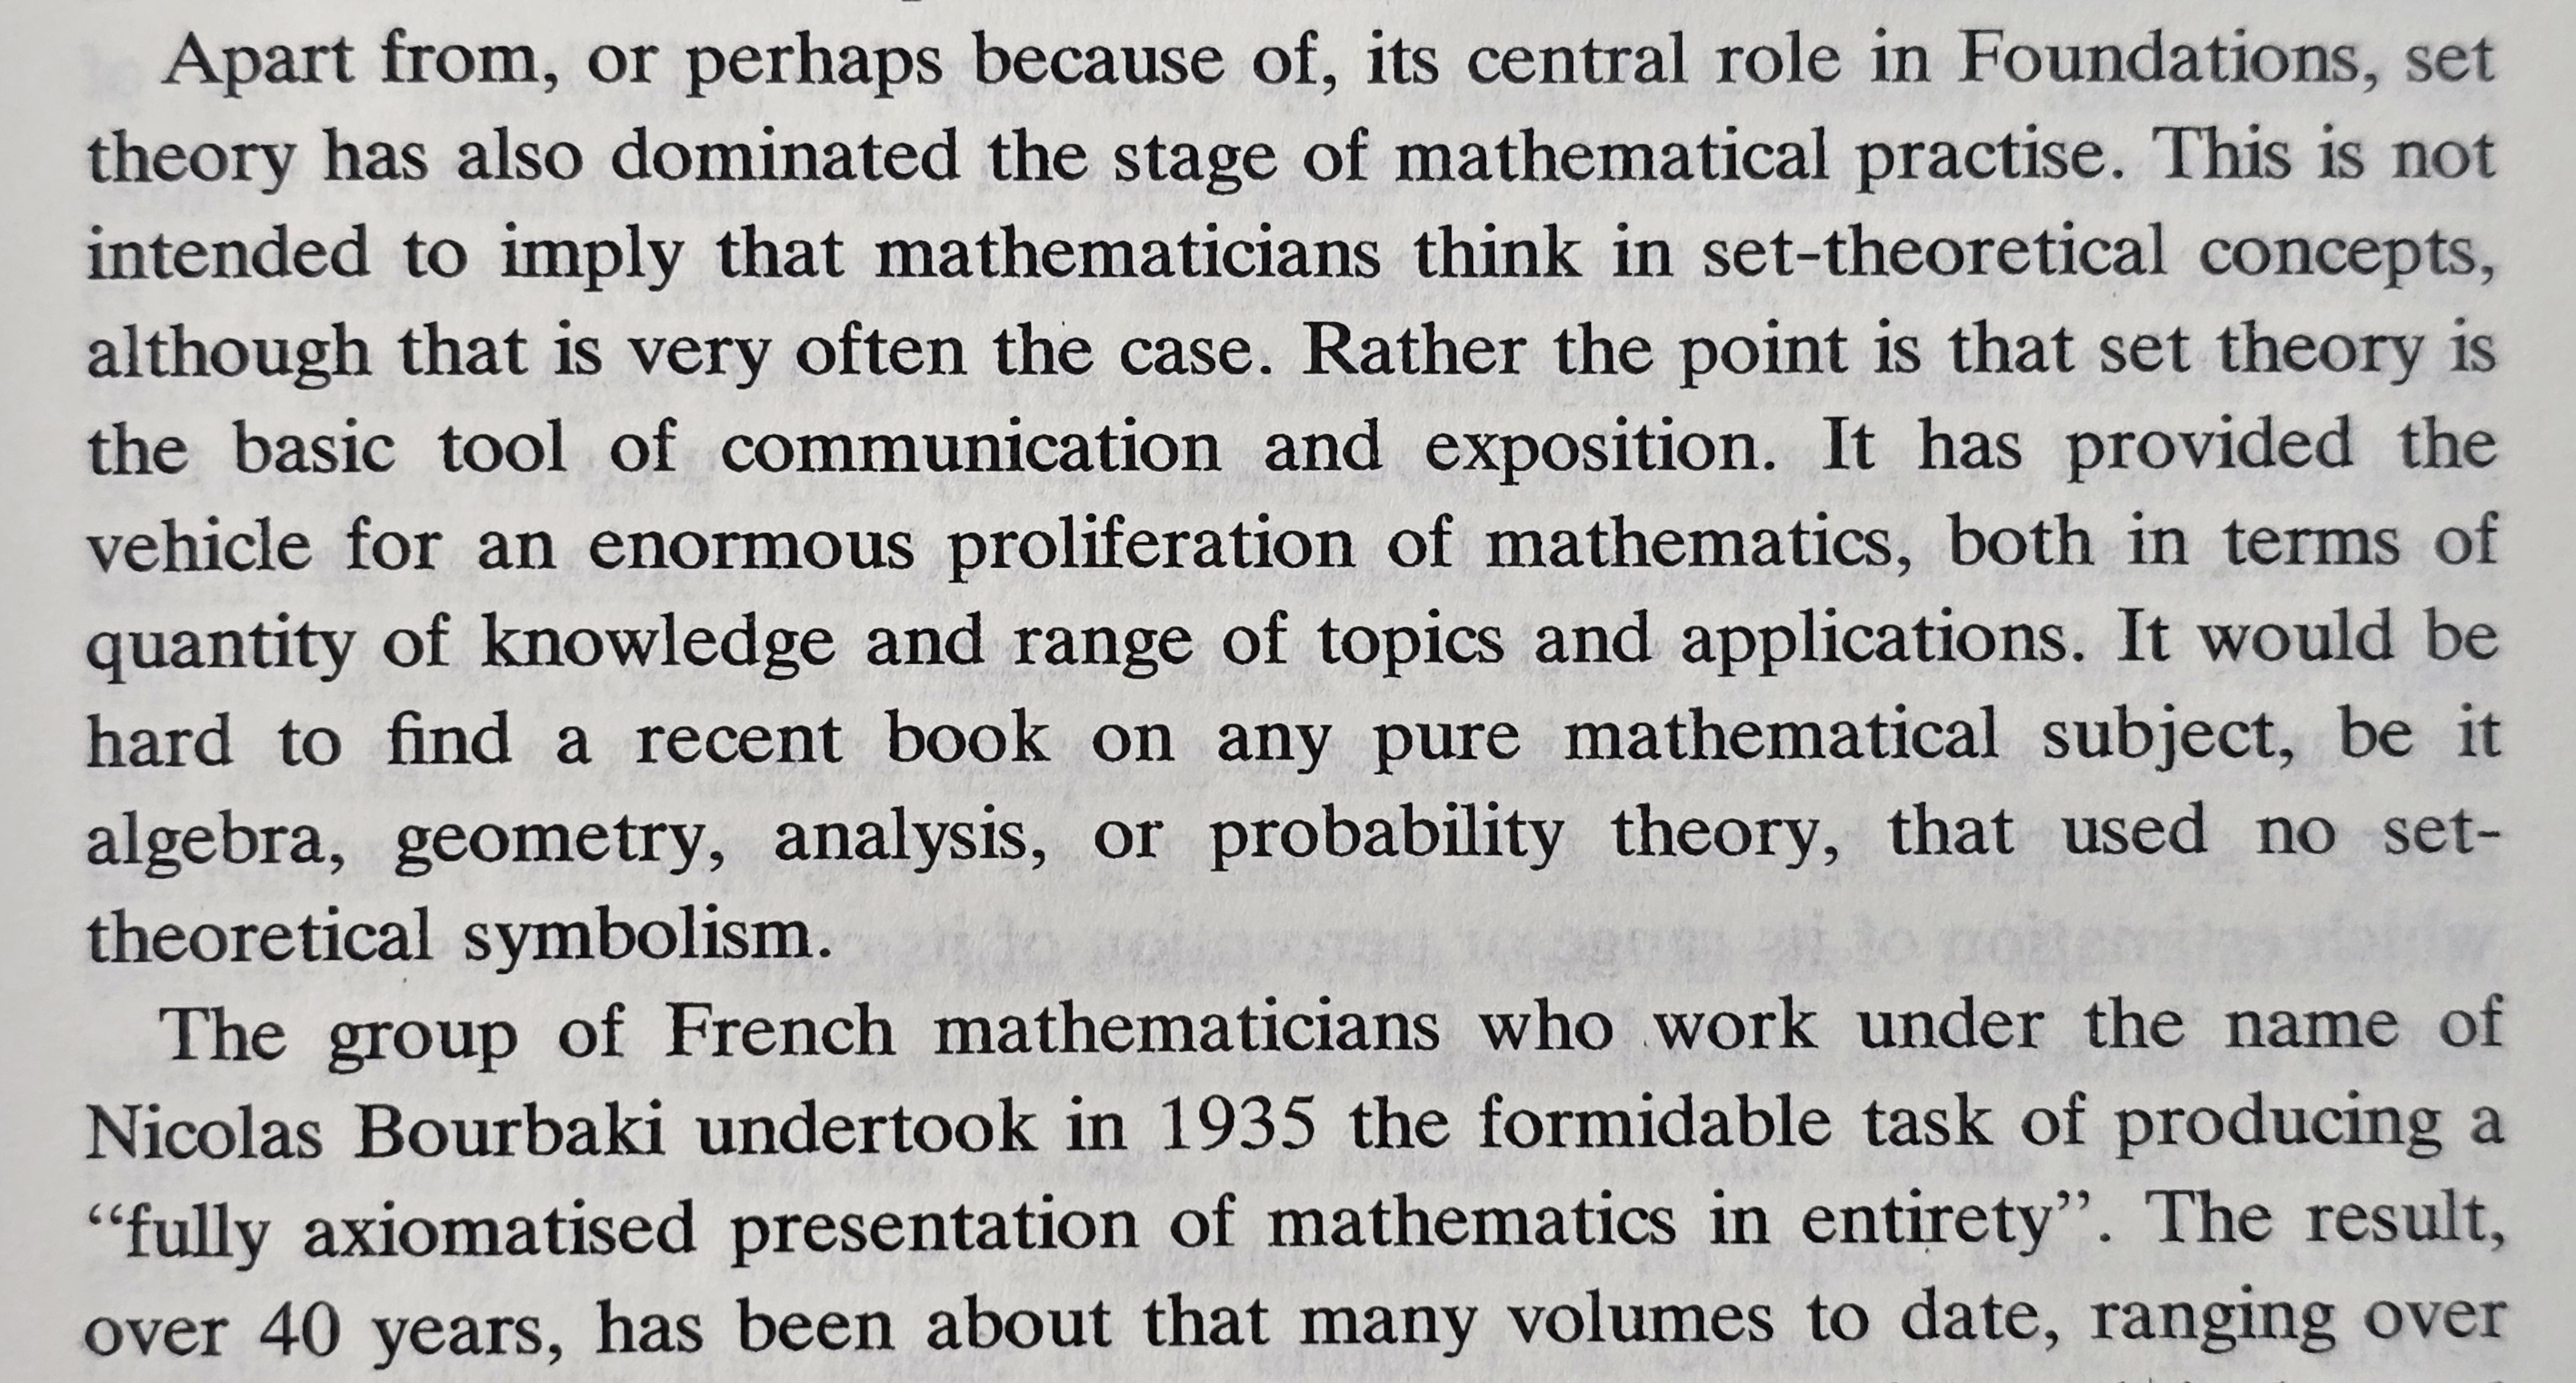 Apart from, or perhaps because of, its central role in Foundations, set
theory has also dominated the stage of mathematical practise. This is not
intended to imply that mathematicians think in set-theoretical concepts,
although that is very often the case. Rather the point is that set theory is
the basic tool of communication and exposition. It has provided the
vehicle for an enormous proliferation of mathematics, both in terms of
quantity of knowledge and range of topics and applications. It would be
hard to find a recent book on any pure mathematical subject, be it
algebra, geometry, analysis, or probability theory, that used no set-
theoretical symbolism.
The group of French mathematicians who work under the name of
Nicolas Bourbaki undertook in 1935 the formidable task of producing a
“fully axiomatised presentation of mathematics in entirety”. The result,
over 40 years, has been about that many volumes to date, ranging over